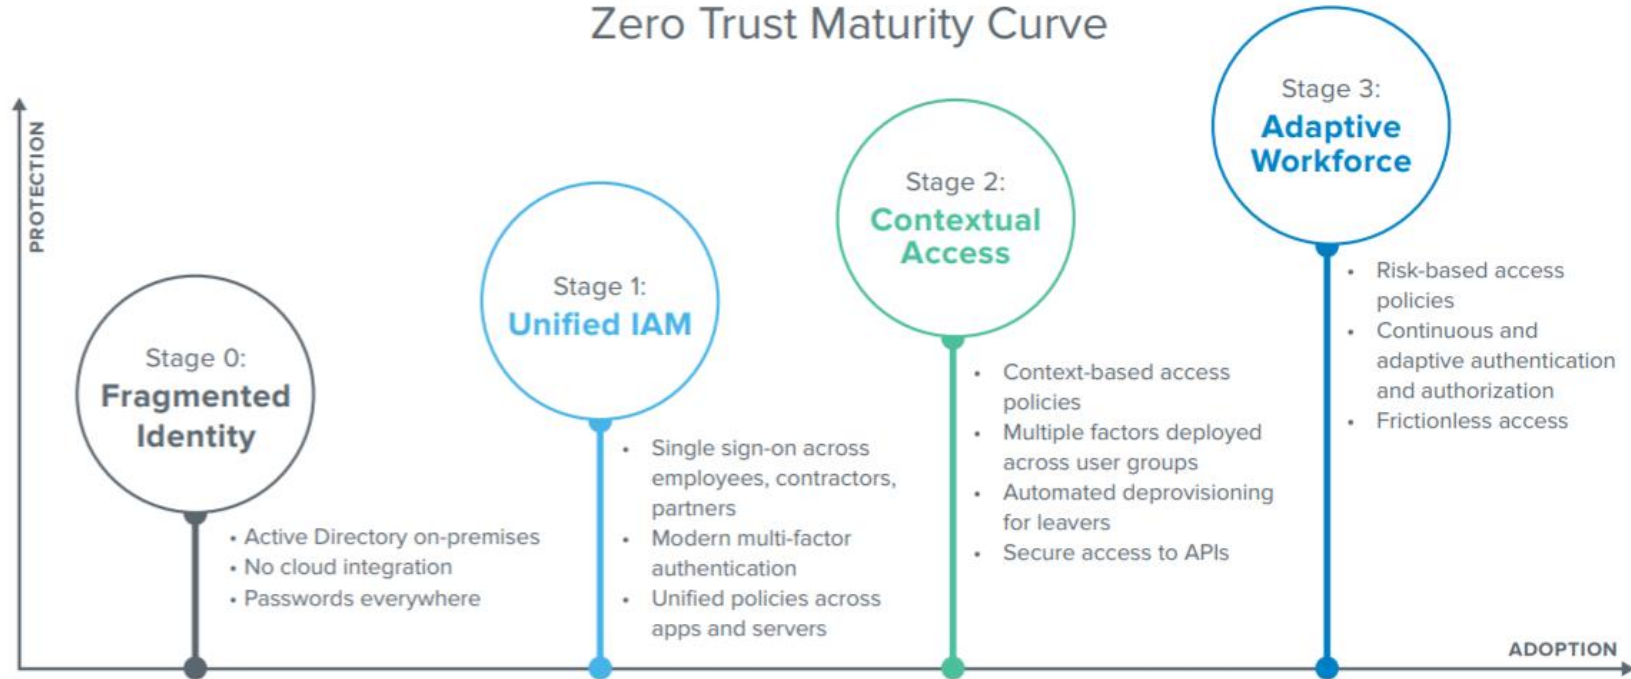 Zero Trust Maturity Curve
PROTECTION
Stage 0:
Fragmented
Identity
• Active Directory on-premises
• No cloud integration
• Passwords everywhere
Stage 1:
Unified IAM
• Single sign-on across
employees, contractors,
partners
• Modern multi-factor
authentication
• Unified policies across
apps and servers
Stage 2:
Contextual
Access
• Context-based access
policies
• Multiple factors deployed
across user groups
• Automated deprovisioning
for leavers
• Secure access to APIs
Stage 3:
Adaptive
Workforce
• Risk-based access
policies
• Continuous and
adaptive authentication
and authorization
• Frictionless access
ADOPTION